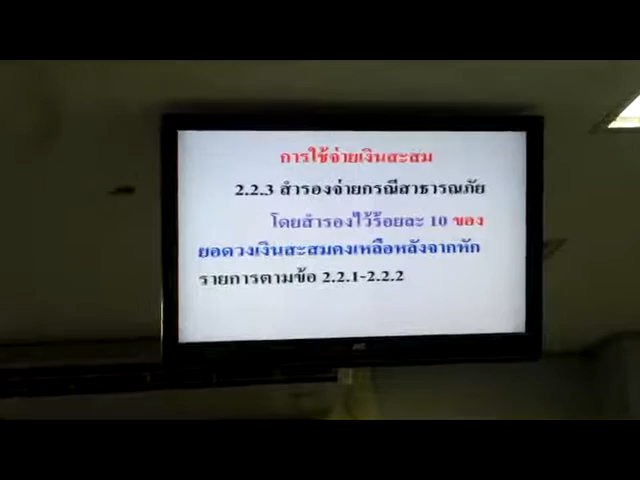 การใช้จ่ายเงินสะสม
2.2.3 สำรองจ่ายกรณีสาธารณภัย
โดยสำรองไว้ร้อยละ 10 ของ
ยอดวงเงินสะสมคงเหลือหลังจากหัก
รายการตามข้อ 2.2.1-2.2.2